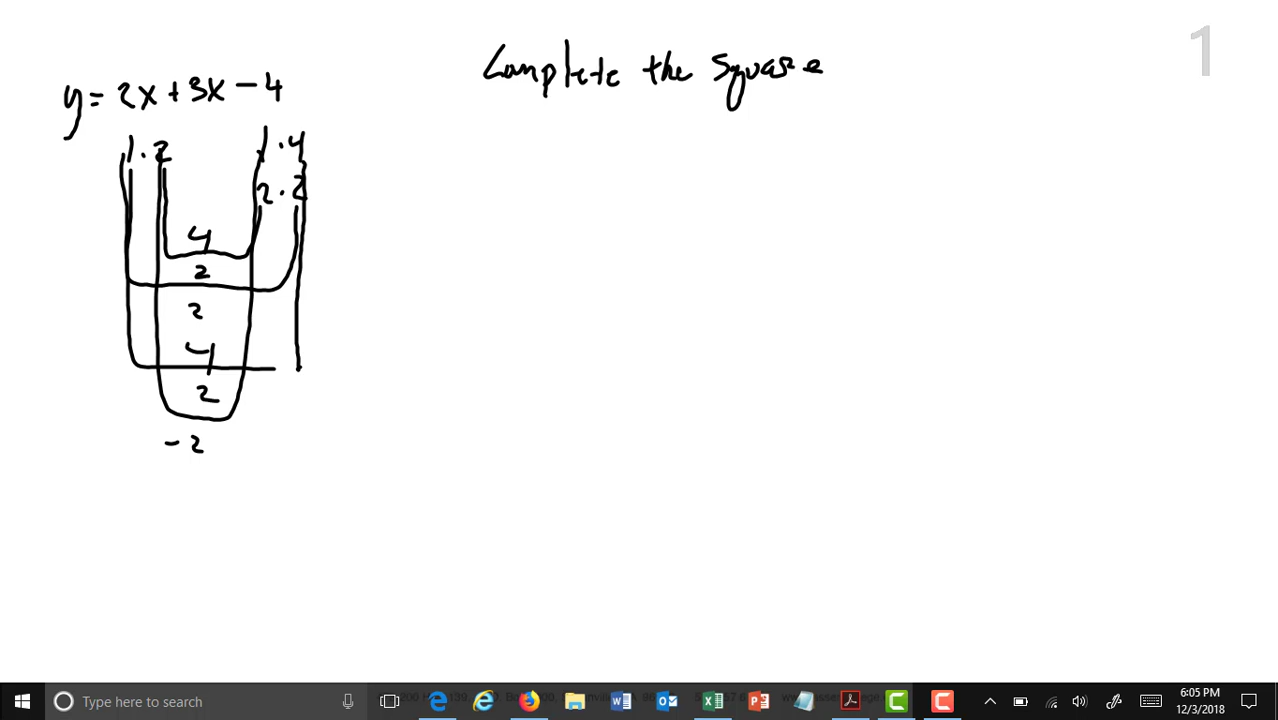 1
Complete the Square
y = 2x + 3x - 4
1 · 2 1 · 4
2 · 2
4
2
2
4
2
- 2
Type here to search
6:05 PM
12/3/2018